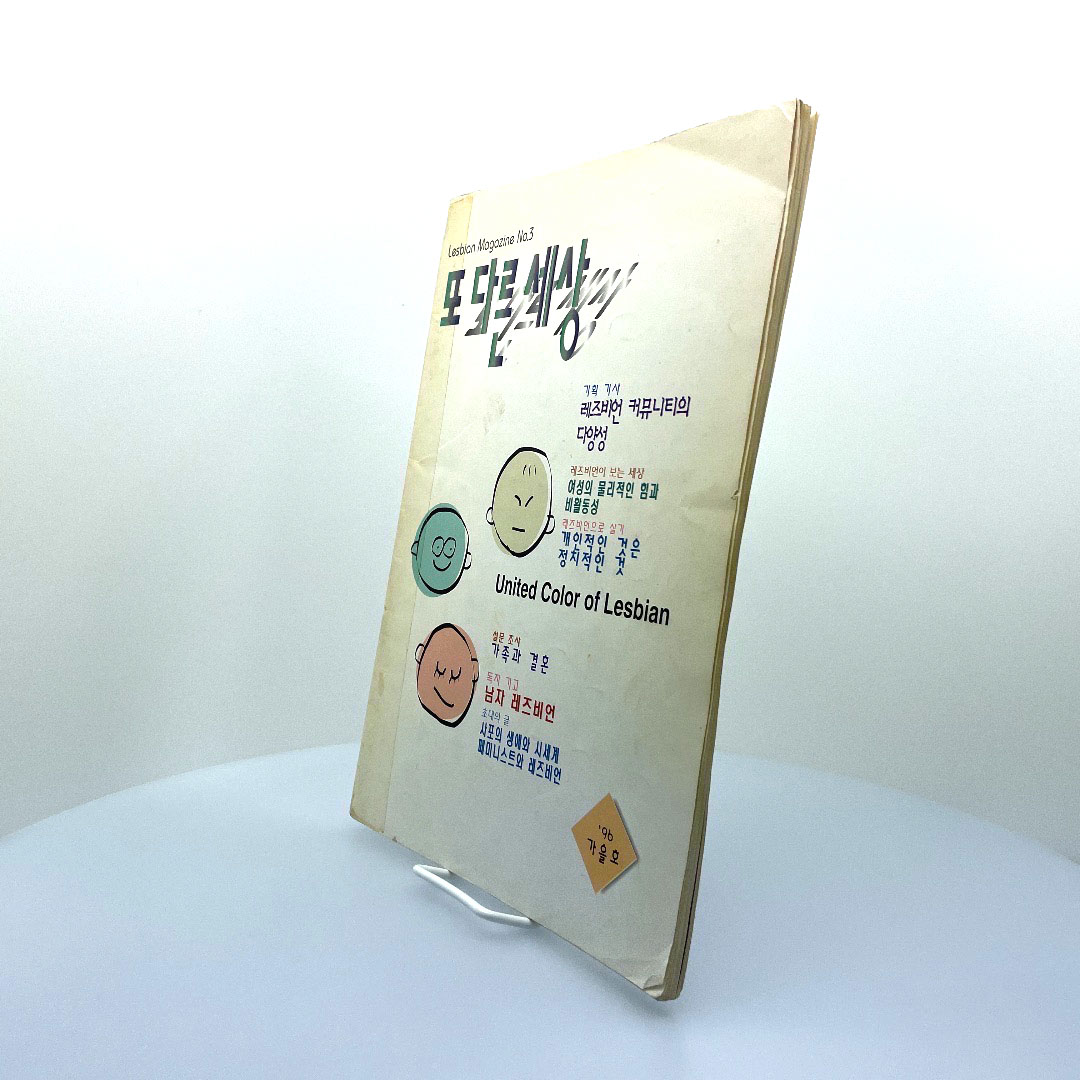 Lesbian Magazine No.3
또 다른 세상
기획 기사
레즈비언 커뮤니티의
다양성
레즈비언이 보는 세상
여성의 물리적인 힘과
비활동성
레즈비언으로 살기
개인적인 것은
정치적인 것
United Color of Lesbian
설문 조사
가족과 결혼
독자 기고
남자 레즈비언
초대의 글
사포의 생애와 시세계
페미니스트와 레즈비언
'96
가을호